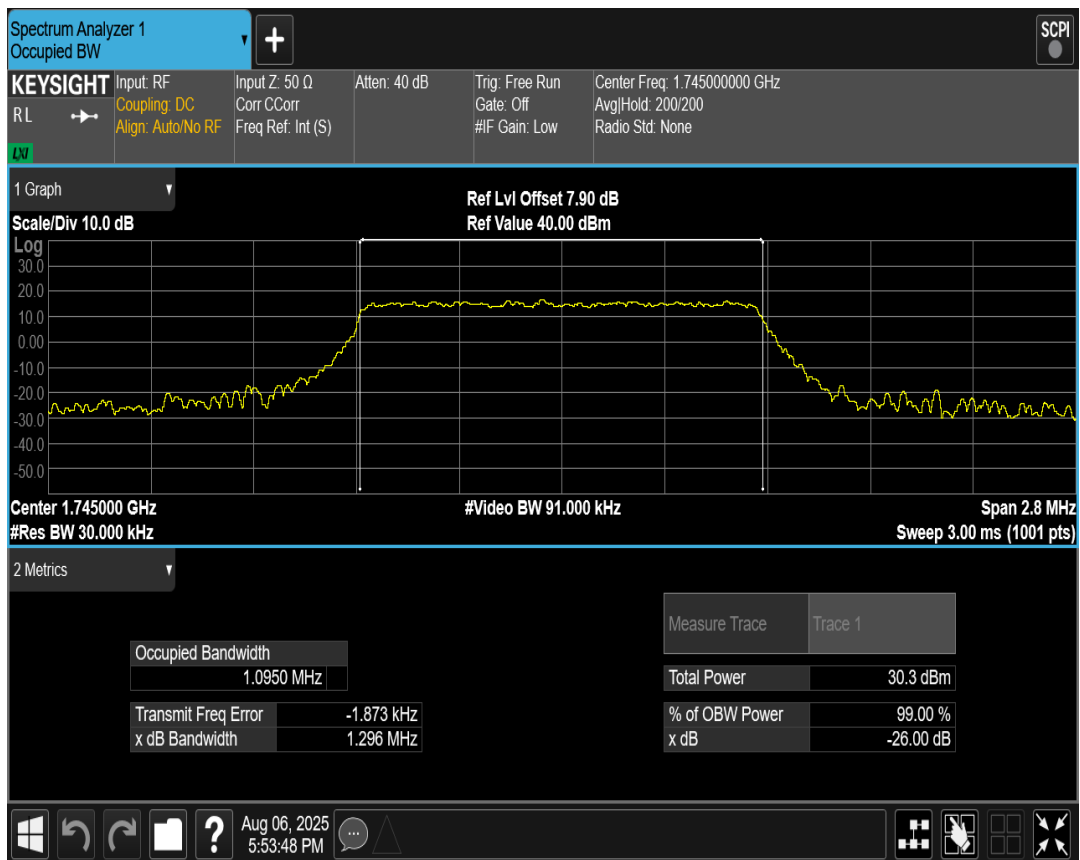 Spectrum Analyzer 1
Occupied BW
+
SCPI
KEYSIGHT
RL
LXI
Input: RF
Coupling: DC
Align: Auto/No RF
Input Z: 50 Ω
Corr CCorr
Freq Ref: Int (S)
Atten: 40 dB
Trig: Free Run
Gate: Off
#IF Gain: Low
Center Freq: 1.745000000 GHz
Avg|Hold: 200/200
Radio Std: None
1 Graph
Scale/Div 10.0 dB
Ref Lvl Offset 7.90 dB
Ref Value 40.00 dBm
Log
30.0
20.0
10.0
0.00
-10.0
-20.0
-30.0
-40.0
-50.0
Center 1.745000 GHz
#Res BW 30.000 kHz
#Video BW 91.000 kHz
Span 2.8 MHz
Sweep 3.00 ms (1001 pts)
2 Metrics
Occupied Bandwidth
1.0950 MHz
Transmit Freq Error -1.873 kHz
x dB Bandwidth 1.296 MHz
Measure Trace Trace 1
Total Power 30.3 dBm
% of OBW Power 99.00 %
x dB -26.00 dB
?
Aug 06, 2025
5:53:48 PM